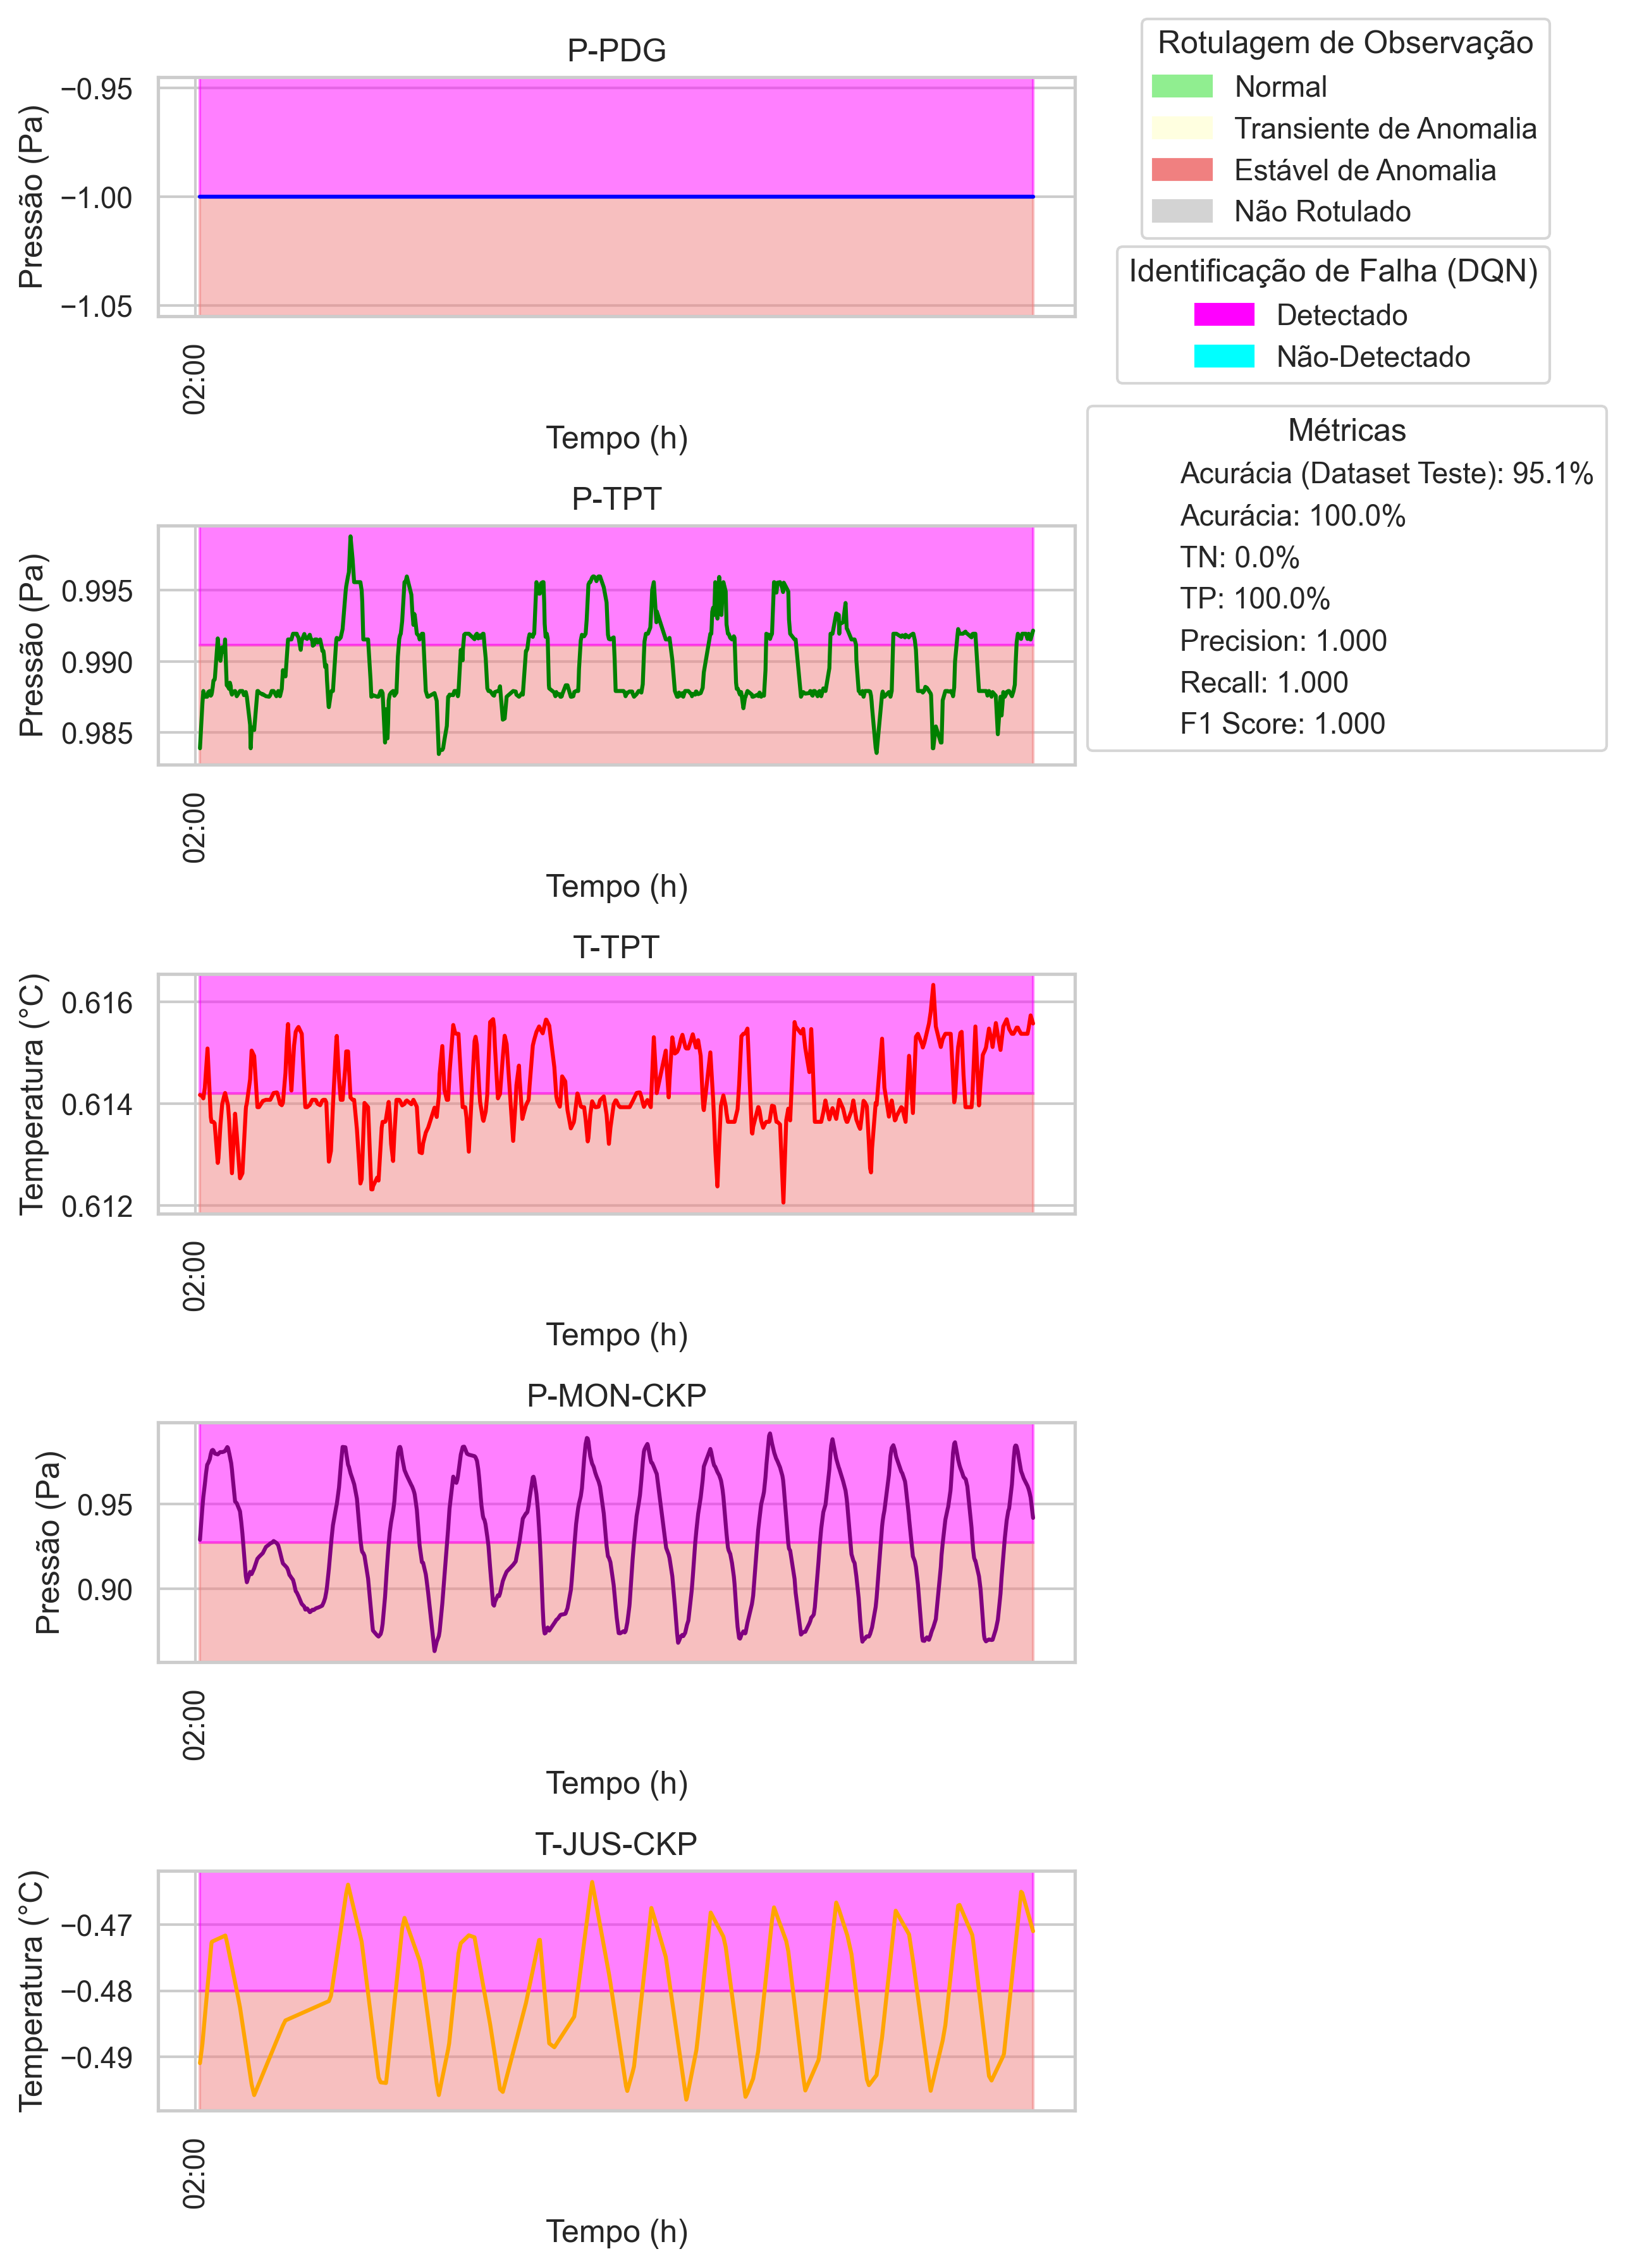 P-PDG
Pressão (Pa)
−0.95
−1.00
−1.05
02:00
Tempo (h)
Rotulagem de Observação
Normal
Transiente de Anomalia
Estável de Anomalia
Não Rotulado
Identificação de Falha (DQN)
Detectado
Não-Detectado
Métricas
Acurácia (Dataset Teste): 95.1%
Acurácia: 100.0%
TN: 0.0%
TP: 100.0%
Precision: 1.000
Recall: 1.000
F1 Score: 1.000
P-TPT
Pressão (Pa)
0.995
0.990
0.985
02:00
Tempo (h)
T-TPT
Temperatura (°C)
0.616
0.614
0.612
02:00
Tempo (h)
P-MON-CKP
Pressão (Pa)
0.95
0.90
02:00
Tempo (h)
T-JUS-CKP
Temperatura (°C)
−0.47
−0.48
−0.49
02:00
Tempo (h)